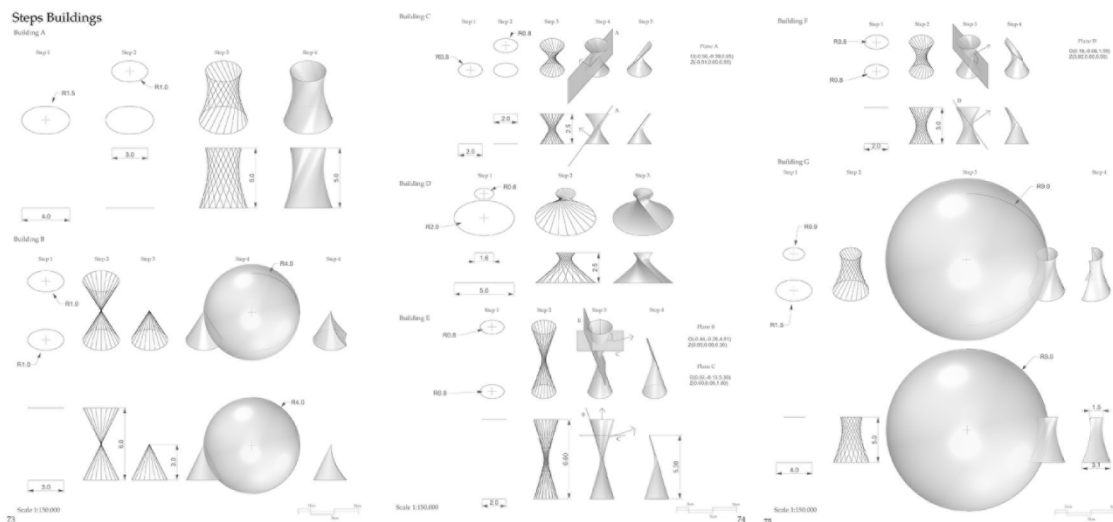 Steps Buildings
Building A
Step 1
Step 2
Step 3
Step 4
R1.5
R1.0
3.0
5.0
5.0
4.0
Building B
Step 1
Step 2
Step 3
Step 4
Step 4
R1.0
R1.0
R4.0
R4.0
6.0
3.0
3.0
Scale 1:150,000
73
Building C
Step 1
Step 2
Step 3
Step 4
Step 5
R0.8
R0.8
A
Plane A
2.0
2.0
2.5
A
Building D
Step 1
Step 2
Step 3
R0.8
R2.0
1.6
5.0
2.5
Building E
Step 1
Step 2
Step 3
Step 4
R0.8
R0.8
B
C
Plane B
Plane C
B
C
6.60
5.30
2.0
Scale 1:150,000
74
Building F
Step 1
Step 2
Step 3
Step 4
R0.8
R0.8
Plane D
D
3.0
2.0
Building G
Step 1
Step 2
Step 3
Step 4
R9.0
R0.9
R1.5
R9.0
5.0
4.0
1.5
3.1
Scale 1:150,000
75